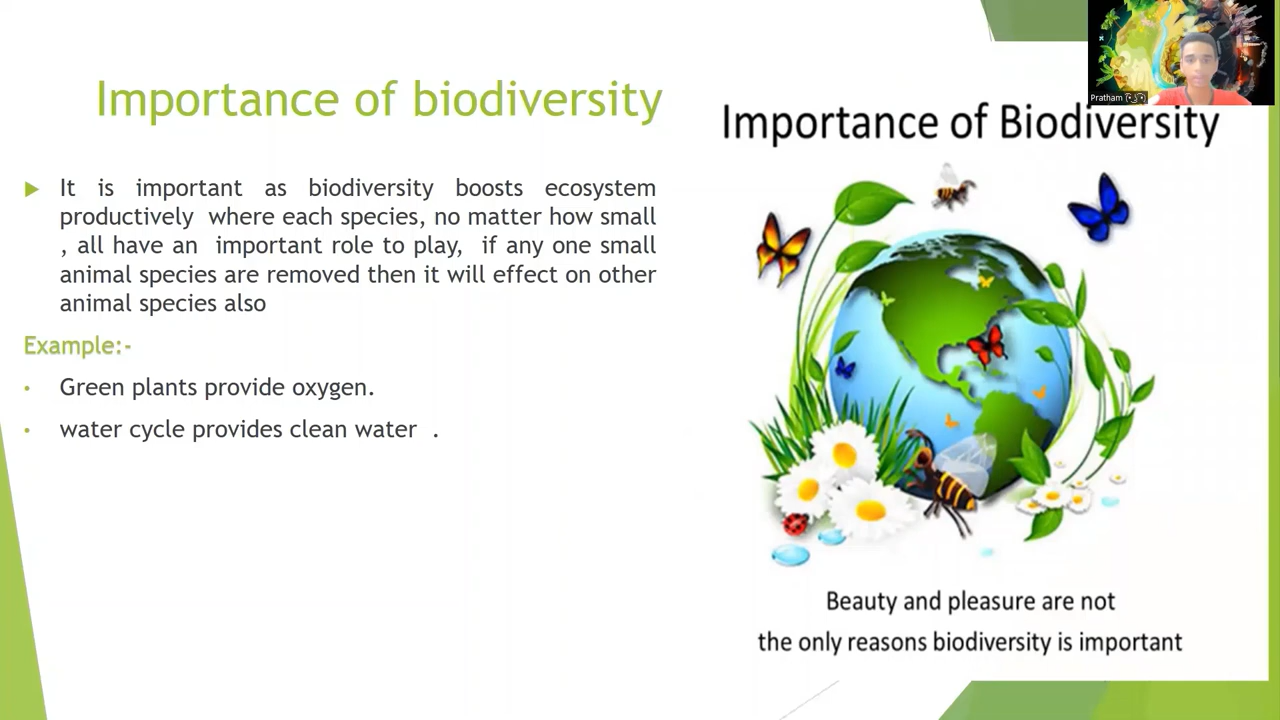 Importance of biodiversity
It is important as biodiversity boosts ecosystem
productively where each species, no matter how small
, all have an important role to play, if any one small
animal species are removed then it will effect on other
animal species also
Example:-
Green plants provide oxygen.
water cycle provides clean water .
Pratham
Importance of Biodiversity
Beauty and pleasure are not
the only reasons biodiversity is important